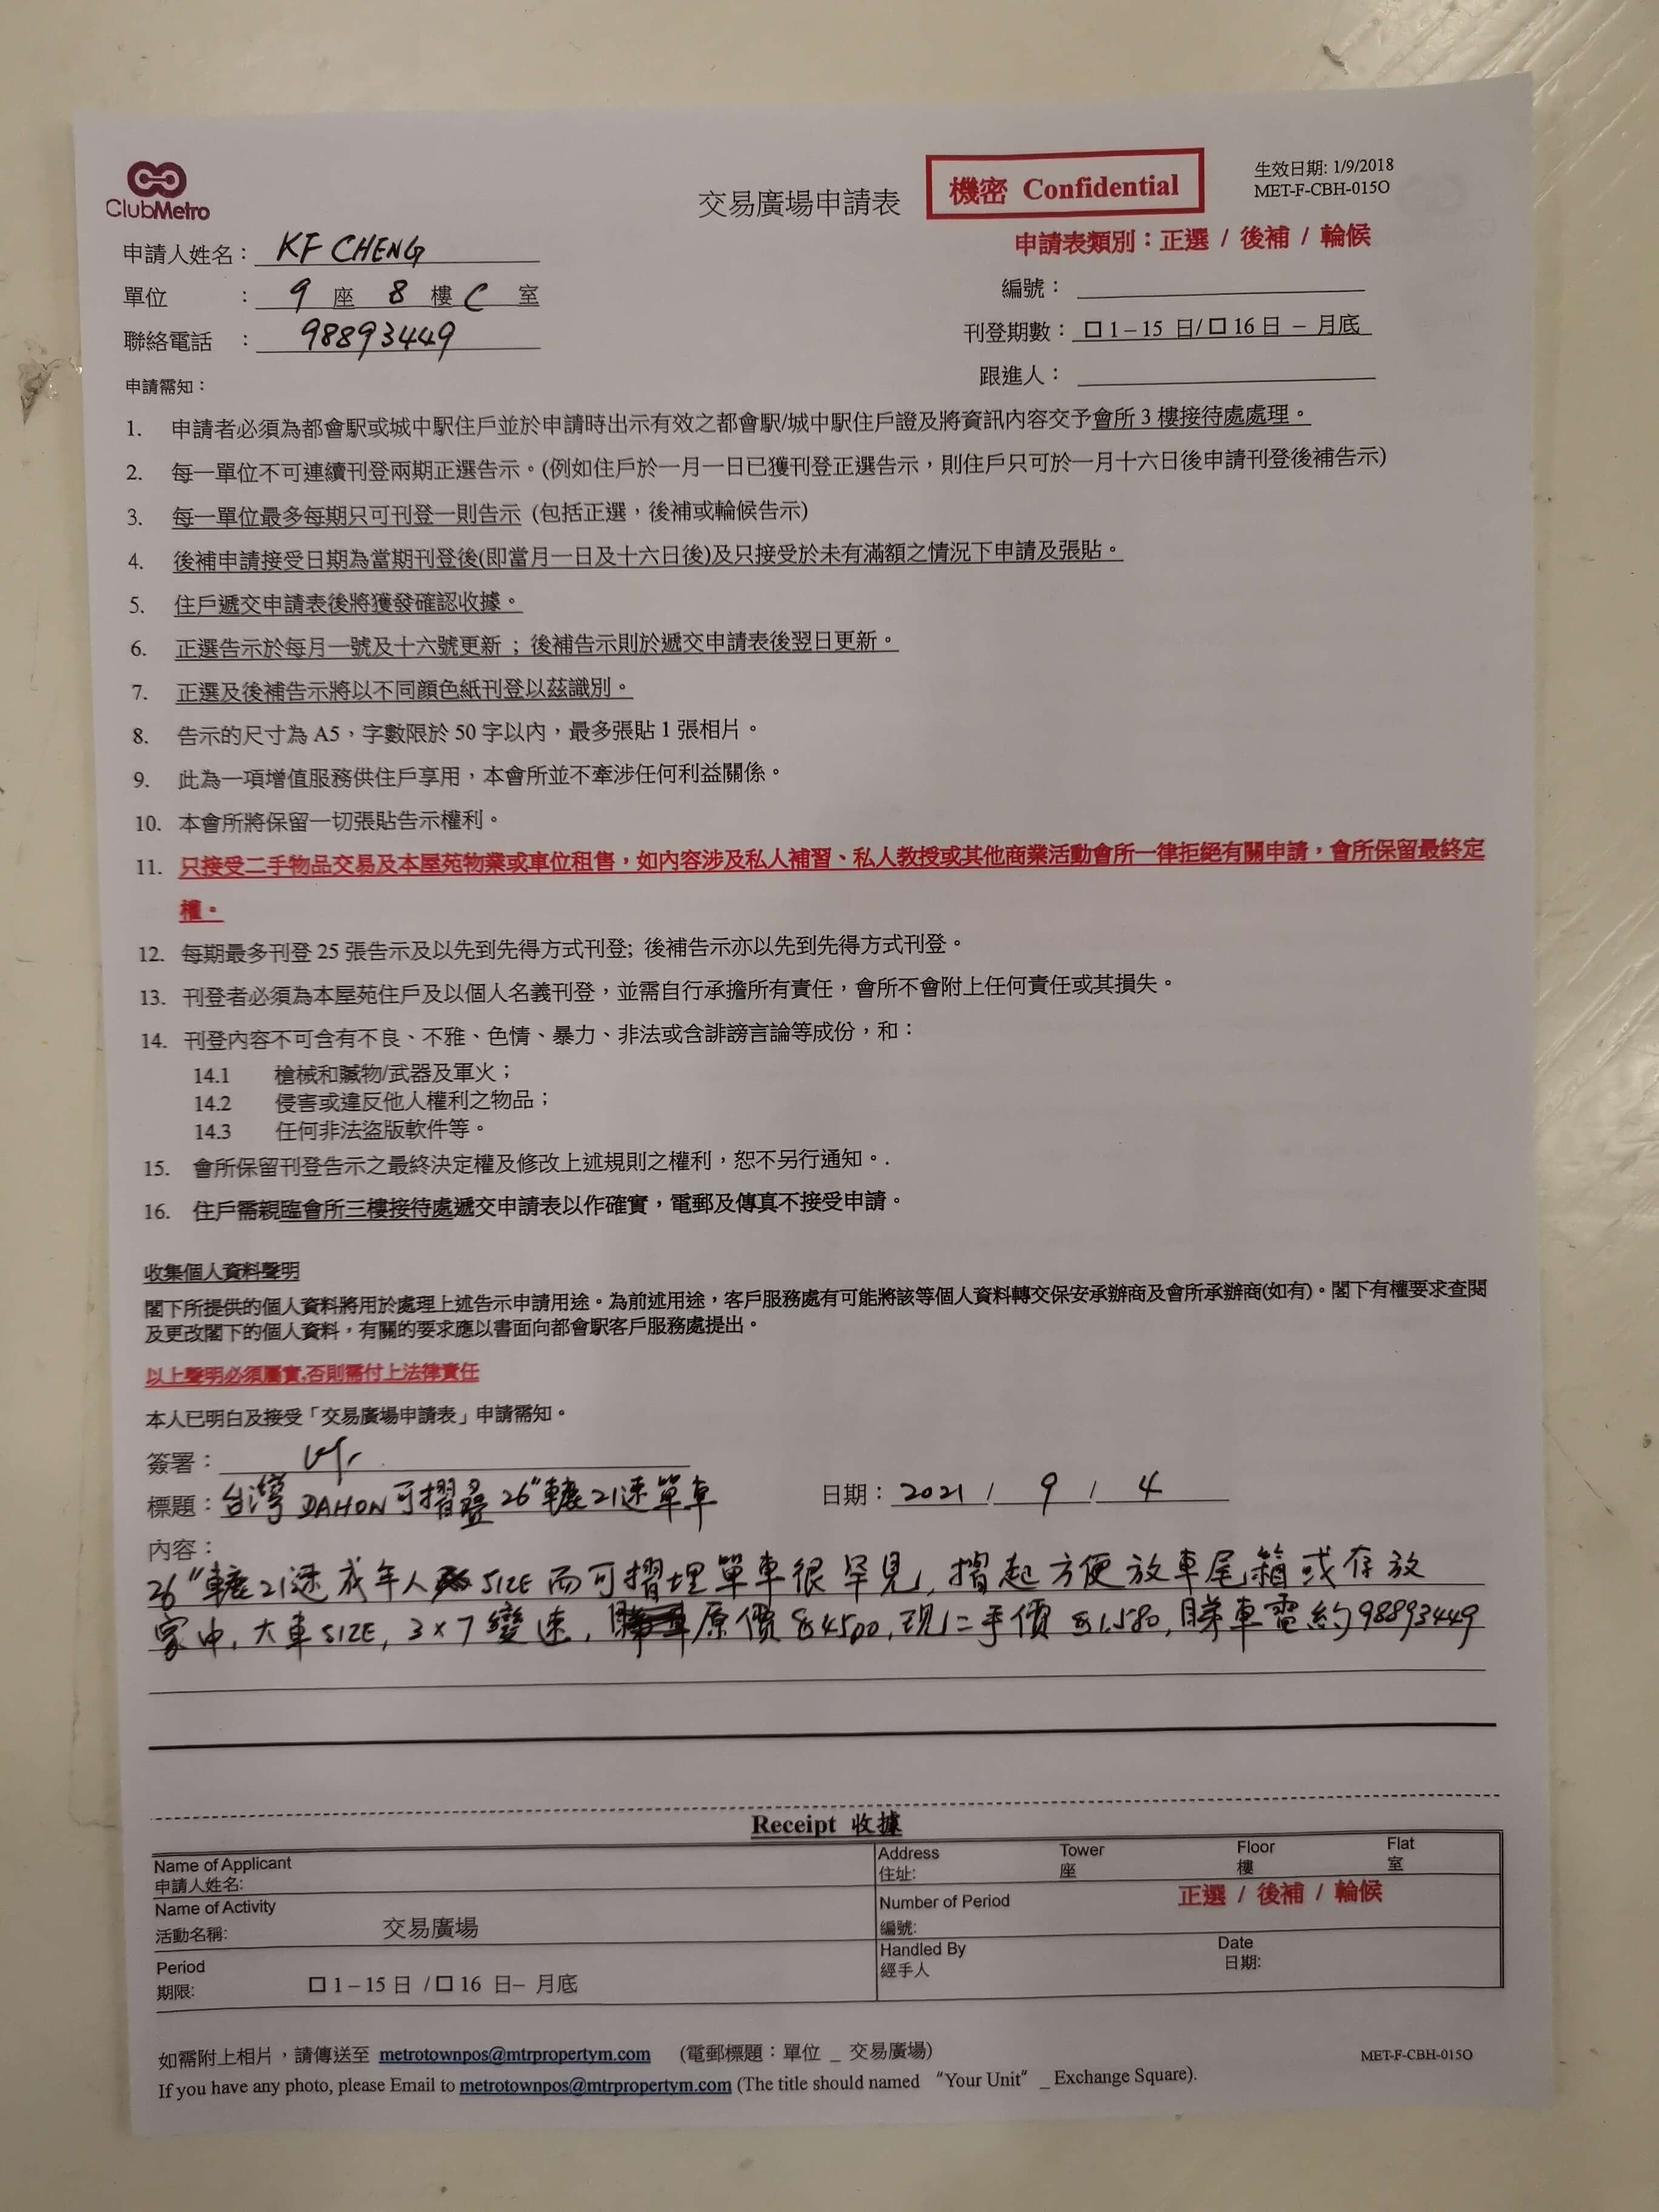 ClubMetro
交易廣場申請表
機密 Confidential
生效日期: 1/9/2018
MET-F-CBH-015O
申請表類別：正選 / 後補 / 輪候
申請人姓名： KF CHENG
單位 ： 9 座 8 樓 C 室
聯絡電話 ： 98893449
編號：
刊登期數：□ 1 – 15 日/ □ 16 日 – 月底
跟進人：
申請需知：
1. 申請者必須為都會駅或城中駅住戶並於申請時出示有效之都會駅/城中駅住戶證及將資訊內容交予會所 3 樓接待處處理。
2. 每一單位不可連續刊登兩期正選告示。(例如住戶於一月一日已獲刊登正選告示，則住戶只可於一月十六日後申請刊登後補告示)
3. 每一單位最多每期只可刊登一則告示 (包括正選，後補或輪候告示)
4. 後補申請接受日期為當期刊登後(即當月一日及十六日後)及只接受於未有滿額之情況下申請及張貼。
5. 住戶遞交申請表後將獲發確認收據。
6. 正選告示於每月一號及十六號更新 ; 後補告示則於遞交申請表後翌日更新。
7. 正選及後補告示將以不同顏色紙刊登以茲識別。
8. 告示的尺寸為 A5，字數限於 50 字以內，最多張貼 1 張相片。
9. 此為一項增值服務供住戶享用，本會所並不牽涉任何利益關係。
10. 本會所將保留一切張貼告示權利。
11. 只接受二手物品交易及本屋苑物業或車位租售，如內容涉及私人補習、私人教授或其他商業活動會所一律拒絕有關申請，會所保留最終定
權。
12. 每期最多刊登 25 張告示及以先到先得方式刊登; 後補告示亦以先到先得方式刊登。
13. 刊登者必須為本屋苑住戶及以個人名義刊登，並需自行承擔所有責任，會所不會附上任何責任或其損失。
14. 刊登內容不可含有不良、不雅、色情、暴力、非法或含誹謗言論等成份，和：
14.1 槍械和贓物/武器及軍火；
14.2 侵害或違反他人權利之物品；
14.3 任何非法盜版軟件等。
15. 會所保留刊登告示之最終決定權及修改上述規則之權利，恕不另行通知。.
16. 住戶需親臨會所三樓接待處遞交申請表以作確實，電郵及傳真不接受申請。
收集個人資料聲明
閣下所提供的個人資料將用於處理上述告示申請用途。為前述用途，客戶服務處有可能將該等個人資料轉交保安承辦商及會所承辦商(如有)。閣下有權要求查閱
及更改閣下的個人資料，有關的要求應以書面向都會駅客戶服務處提出。
以上聲明必須屬實,否則需付上法律責任
本人已明白及接受「交易廣場申請表」申請需知。
簽署：
標題：台灣 DAHON 可摺疊 26"轆 21速單車
日期：2021 / 9 / 4
內容：
26"轆 21速 成年人 SIZE 而可摺埋單車很罕見, 摺起方便放車尾箱或存放
家中, 大車 SIZE, 3×7 變速, 原價 $4500, 現二手價 $1,580, 睇車電約 98893449
Receipt 收據
Name of Applicant
申請人姓名:
Address Tower Floor Flat
住址: 座 樓 室
Name of Activity
活動名稱: 交易廣場
Number of Period 正選 / 後補 / 輪候
編號:
Period
期限: □ 1 – 15 日 / □ 16 日– 月底
Handled By Date
經手人 日期:
如需附上相片，請傳送至 metrotownpos@mtrpropertym.com (電郵標題：單位 _ 交易廣場)
MET-F-CBH-015O
If you have any photo, please Email to metrotownpos@mtrpropertym.com (The title should named “Your Unit” _ Exchange Square).